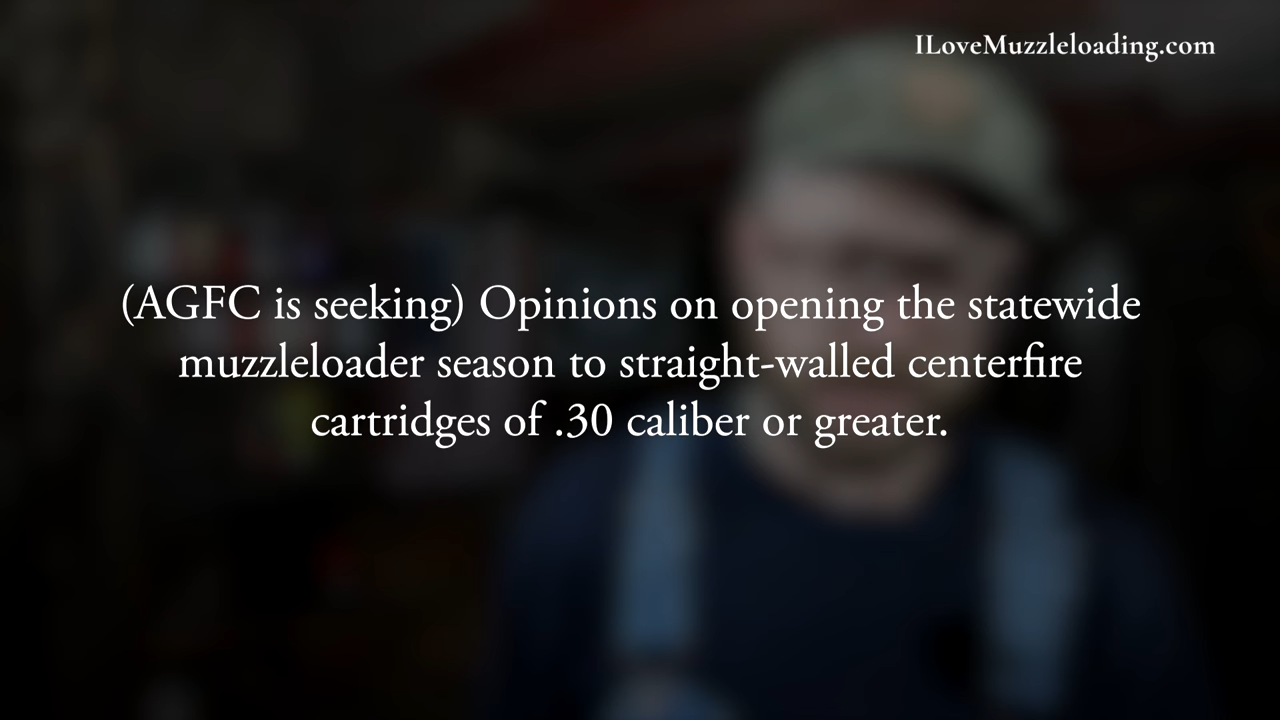 ILoveMuzzleloading.com
(AGFC is seeking) Opinions on opening the statewide
muzzleloader season to straight-walled centerfire
cartridges of .30 caliber or greater.